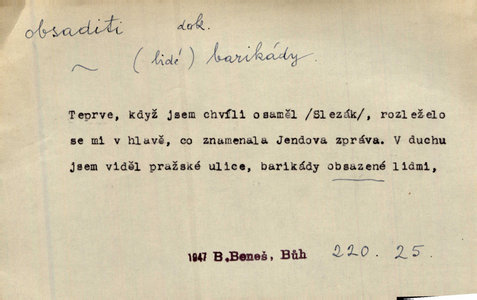 obsaditi dok.
~ (lidé) barikády.
Teprve, když jsem chvíli osaměl /Slezák/, rozleželo
se mi v hlavě, co znamenala Jendova zpráva. V duchu
jsem viděl pražské ulice, barikády obsazené lidmi,
1947 B.Beneš, Bůh 220. 25.